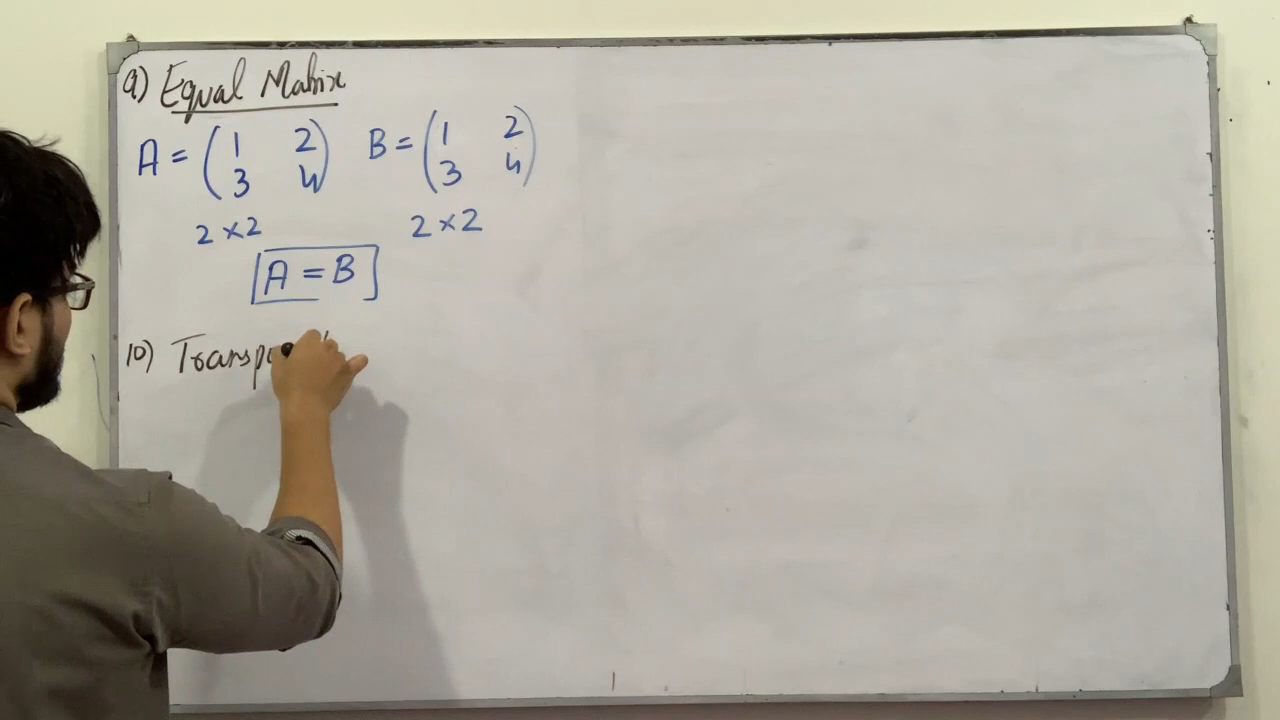 9) Equal Matrix
A = (1 2 B = (1 2
3 4) 3 4)
2×2 2×2
A = B
10) Transp